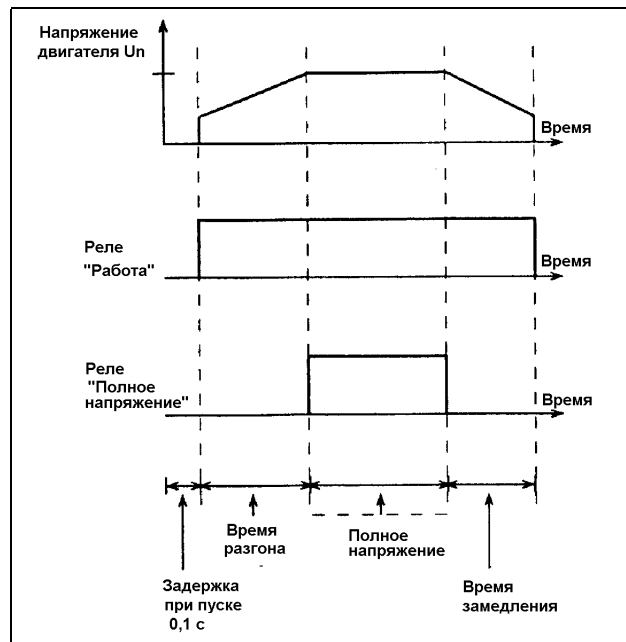 Напряжение
двигателя Un
Время
Реле
"Работа"
Время
Реле
"Полное
напряжение"
Время
Время
разгона
Полное
напряжение
Задержка
при пуске
0,1 с
Время
замедления